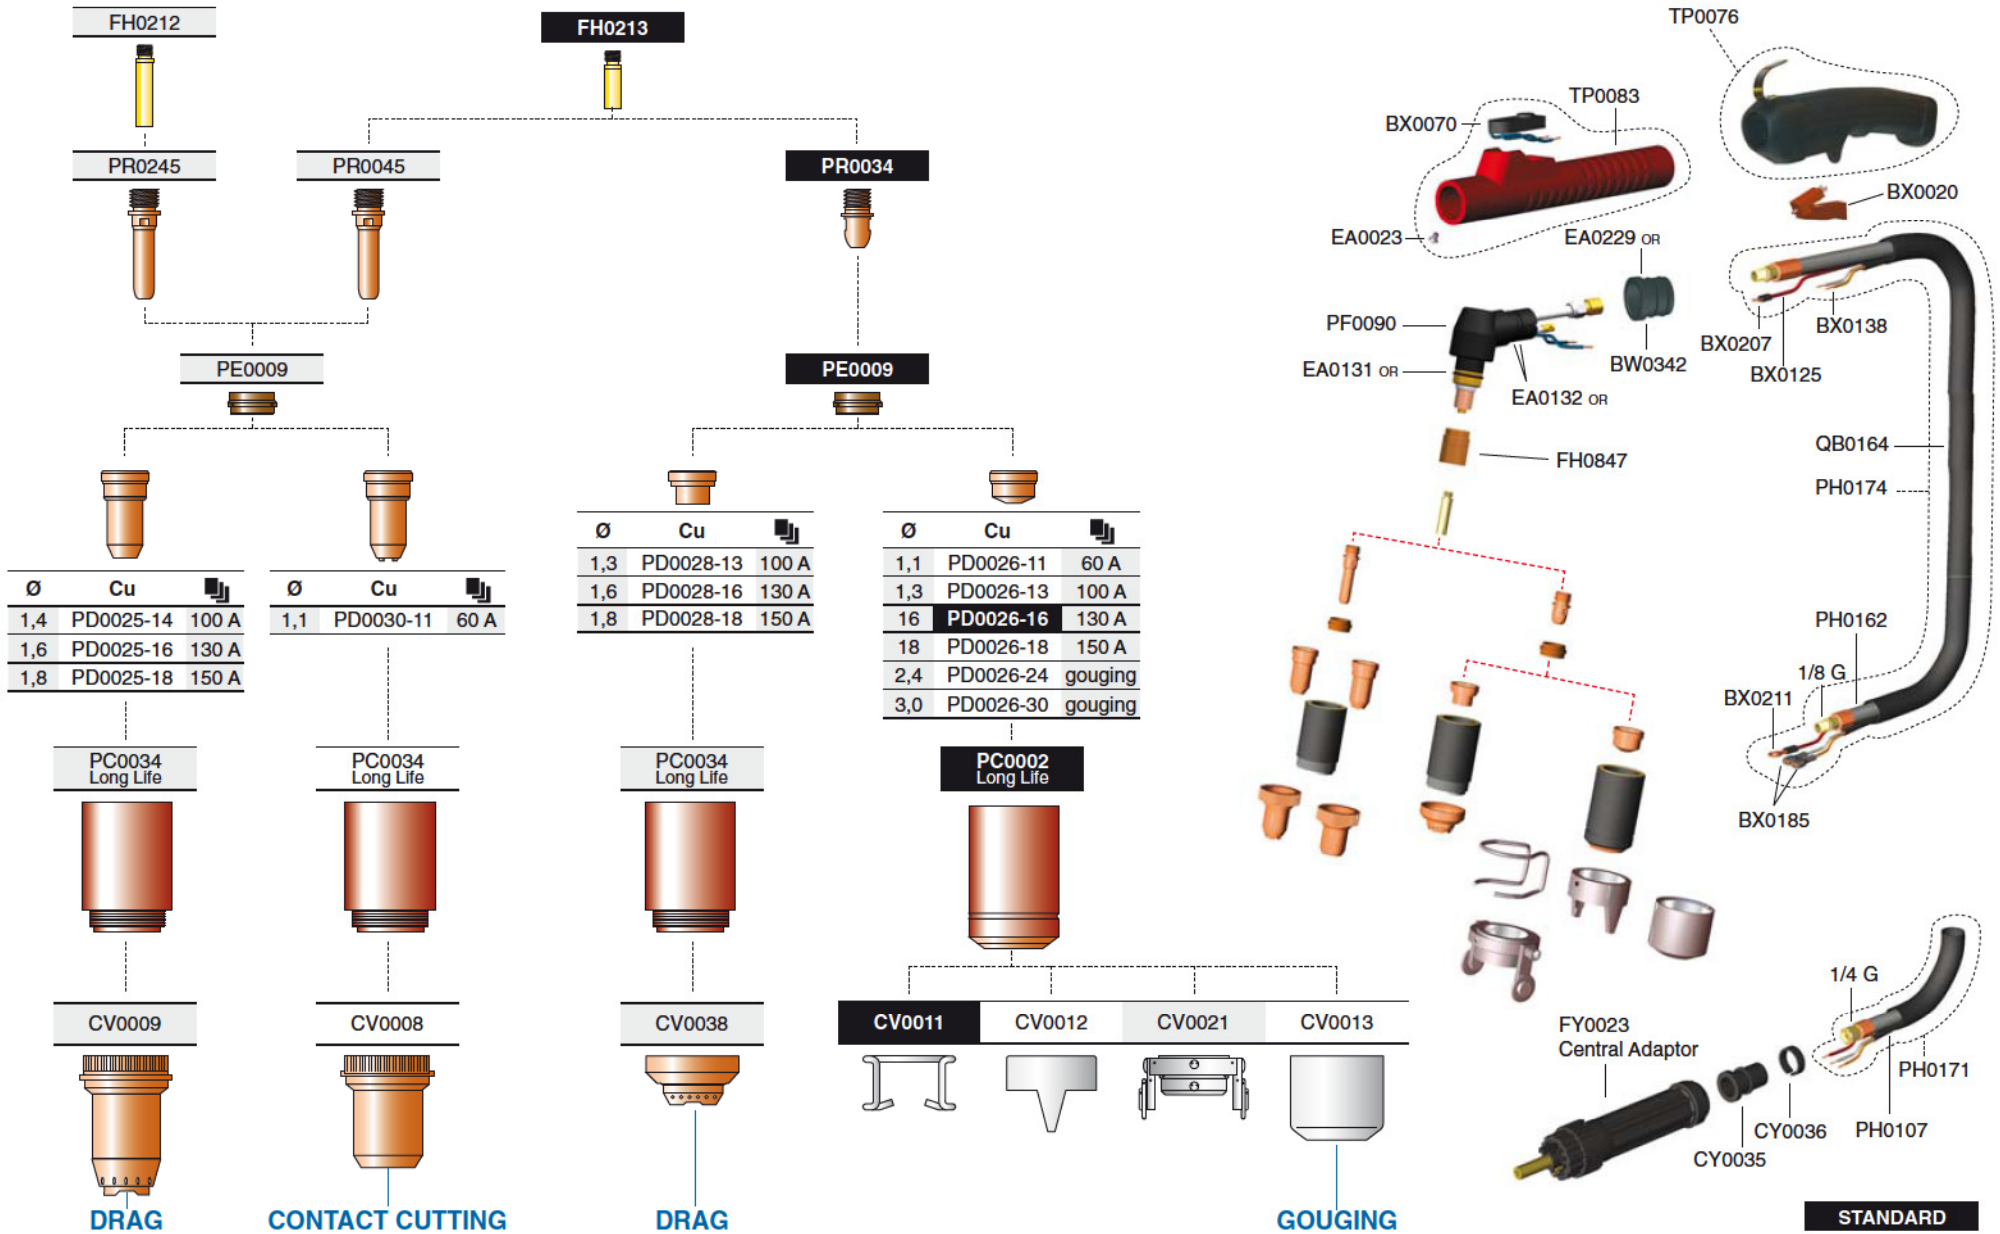 FH0212
FH0213
PR0245
PR0045
PR0034
PE0009
PE0009
Ø Cu
1,4 PD0025-14 100 A
1,6 PD0025-16 130 A
1,8 PD0025-18 150 A
Ø Cu
1,1 PD0030-11 60 A
Ø Cu
1,3 PD0028-13 100 A
1,6 PD0028-16 130 A
1,8 PD0028-18 150 A
Ø Cu
1,1 PD0026-11 60 A
1,3 PD0026-13 100 A
16 PD0026-16 130 A
18 PD0026-18 150 A
2,4 PD0026-24 gouging
3,0 PD0026-30 gouging
PC0034
Long Life
PC0034
Long Life
PC0034
Long Life
PC0002
Long Life
CV0009
CV0008
CV0038
CV0011
CV0012
CV0021
CV0013
DRAG
CONTACT CUTTING
DRAG
GOUGING
TP0076
TP0083
BX0070
BX0020
EA0023
EA0229 OR
PF0090
BX0138
BX0207
BW0342
BX0125
EA0131 OR
EA0132 OR
QB0164
FH0847
PH0174
PH0162
1/8 G
BX0211
BX0185
1/4 G
FY0023
Central Adaptor
PH0171
CY0036
PH0107
CY0035
STANDARD